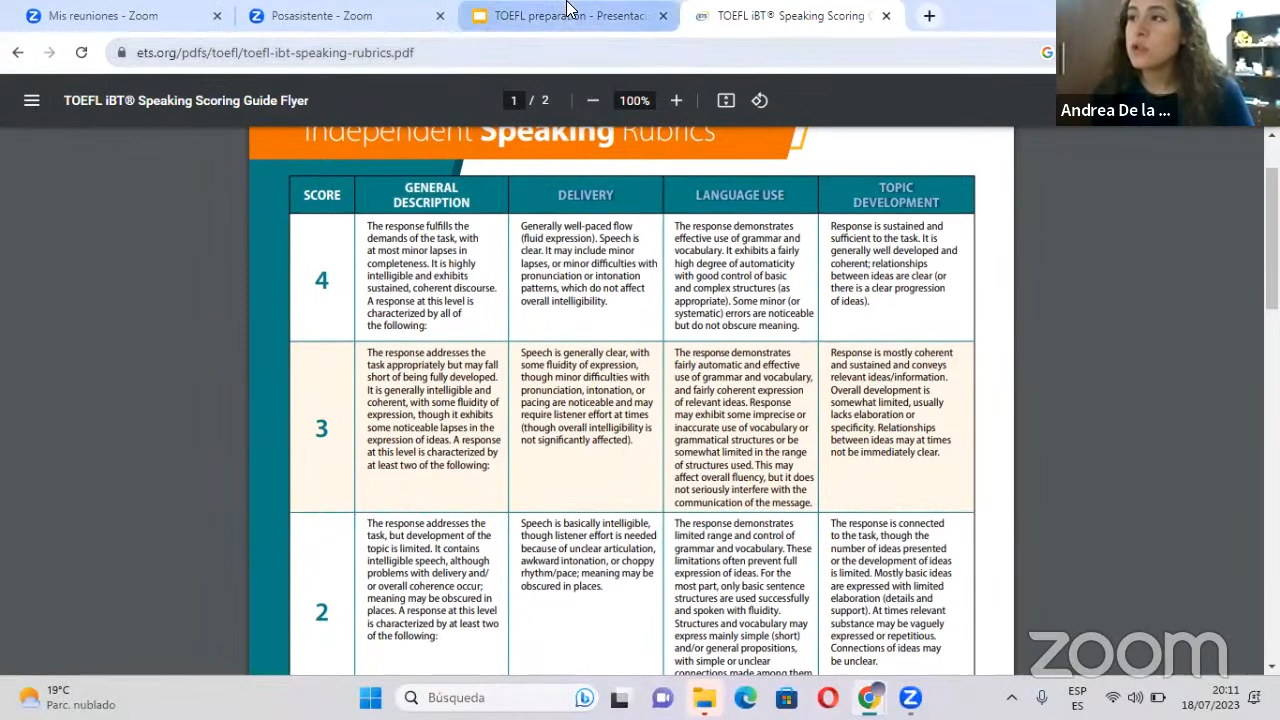 Mis reuniones - Zoom
Posasistente - Zoom
TOEFL prepara
TOEFL iBT® Speaking Scoring
ets.org/pdfs/toefl/toefl-ibt-speaking-rubrics.pdf
TOEFL iBT® Speaking Scoring Guide Flyer
1 / 2
100%
Andrea De la ...
Independent Speaking Rubrics
SCORE
GENERAL
DESCRIPTION
DELIVERY
LANGUAGE USE
TOPIC
DEVELOPMENT
4
The response fulfills the
demands of the task, with
at most minor lapses in
completeness. It is highly
intelligible and exhibits
sustained, coherent discourse.
A response at this level is
characterized by all of
the following:
Generally well-paced flow
(fluid expression). Speech is
clear. It may include minor
lapses, or minor difficulties with
pronunciation or intonation
patterns, which do not affect
overall intelligibility.
The response demonstrates
effective use of grammar and
vocabulary. It exhibits a fairly
high degree of automaticity
with good control of basic
and complex structures (as
appropriate). Some minor (or
systematic) errors are noticeable
but do not obscure meaning.
Response is sustained and
sufficient to the task. It is
generally well developed and
coherent; relationships
between ideas are clear (or
there is a clear progression
of ideas).
3
The response addresses the
task appropriately but may fall
short of being fully developed.
It is generally intelligible and
coherent, with some fluidity of
expression, though it exhibits
some noticeable lapses in the
expression of ideas. A response
at this level is characterized by
at least two of the following:
Speech is generally clear, with
some fluidity of expression,
though minor difficulties with
pronunciation, intonation, or
pacing are noticeable and may
require listener effort at times
(though overall intelligibility is
not significantly affected).
The response demonstrates
fairly automatic and effective
use of grammar and vocabulary,
and fairly coherent expression
of relevant ideas. Response
may exhibit some imprecise or
inaccurate use of vocabulary or
grammatical structures or be
somewhat limited in the range
of structures used. This may
affect overall fluency, but it does
not seriously interfere with the
communication of the message.
Response is mostly coherent
and sustained and conveys
relevant ideas/information.
Overall development is
somewhat limited, usually
lacks elaboration or
specificity. Relationships
between ideas may at times
not be immediately clear.
2
The response addresses the
task, but development of the
topic is limited. It contains
intelligible speech, although
problems with delivery and/
or overall coherence occur;
meaning may be obscured in
places. A response at this level
is characterized by at least two
of the following:
Speech is basically intelligible,
though listener effort is needed
because of unclear articulation,
awkward intonation, or choppy
rhythm/pace; meaning may be
obscured in places.
The response demonstrates
limited range and control of
grammar and vocabulary. These
limitations often prevent full
expression of ideas. For the
most part, only basic sentence
structures are used successfully
and spoken with fluidity.
Structures and vocabulary may
express mainly simple (short)
and/or general propositions,
with simple or unclear
connections made among them
The response is connected
to the task, though the
number of ideas presented
or the development of ideas
is limited. Mostly basic ideas
are expressed with limited
elaboration (details and
support). At times relevant
substance may be vaguely
expressed or repetitious.
Connections of ideas may
be unclear.
zoom
19°C
Parc. nublado
Búsqueda
ESP
ES
20:11
18/07/2023